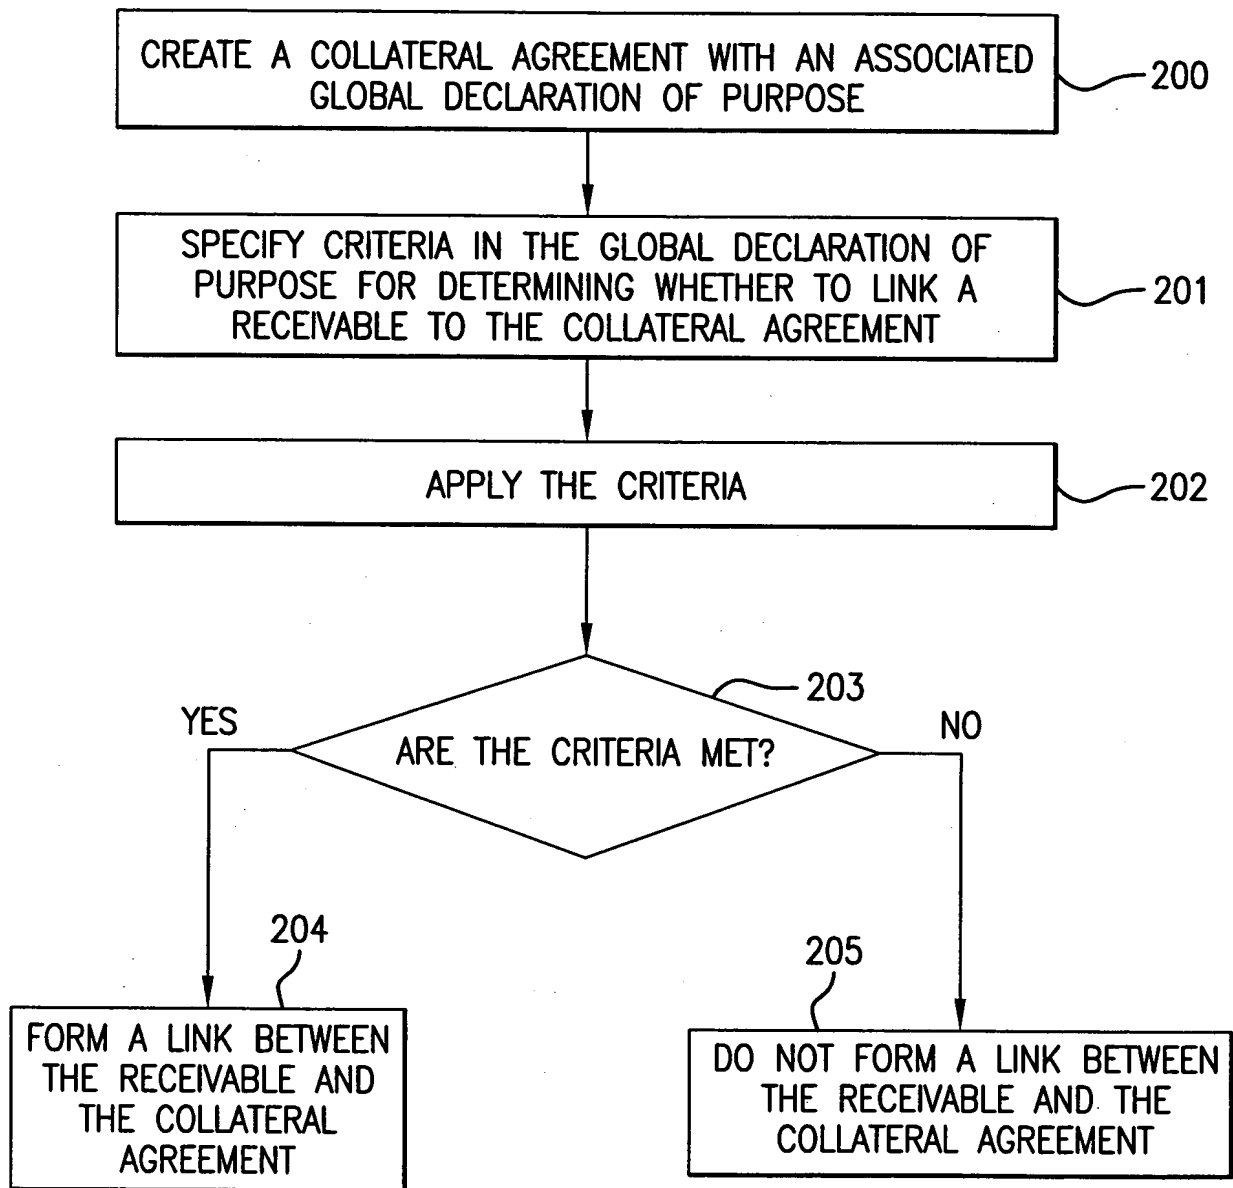 CREATE A COLLATERAL AGREEMENT WITH AN ASSOCIATED
GLOBAL DECLARATION OF PURPOSE
200
SPECIFY CRITERIA IN THE GLOBAL DECLARATION OF
PURPOSE FOR DETERMINING WHETHER TO LINK A
RECEIVABLE TO THE COLLATERAL AGREEMENT
201
APPLY THE CRITERIA
202
203
YES
NO
ARE THE CRITERIA MET?
204
205
FORM A LINK BETWEEN
THE RECEIVABLE AND
THE COLLATERAL
AGREEMENT
DO NOT FORM A LINK BETWEEN
THE RECEIVABLE AND THE
COLLATERAL AGREEMENT